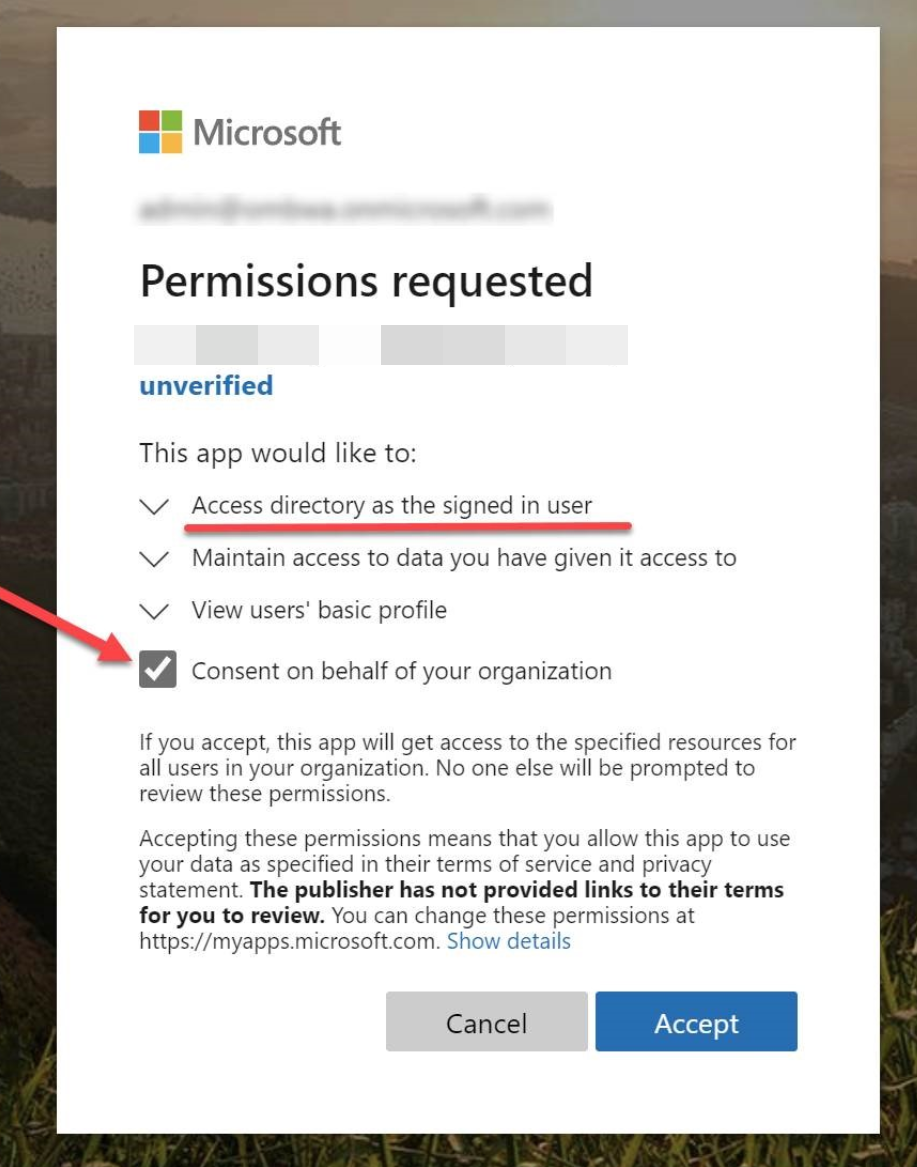 Microsoft
Permissions requested
unverified
This app would like to:
Access directory as the signed in user
Maintain access to data you have given it access to
View users' basic profile
Consent on behalf of your organization
If you accept, this app will get access to the specified resources for
all users in your organization. No one else will be prompted to
review these permissions.
Accepting these permissions means that you allow this app to use
your data as specified in their terms of service and privacy
statement. The publisher has not provided links to their terms
for you to review. You can change these permissions at
https://myapps.microsoft.com. Show details
Cancel
Accept